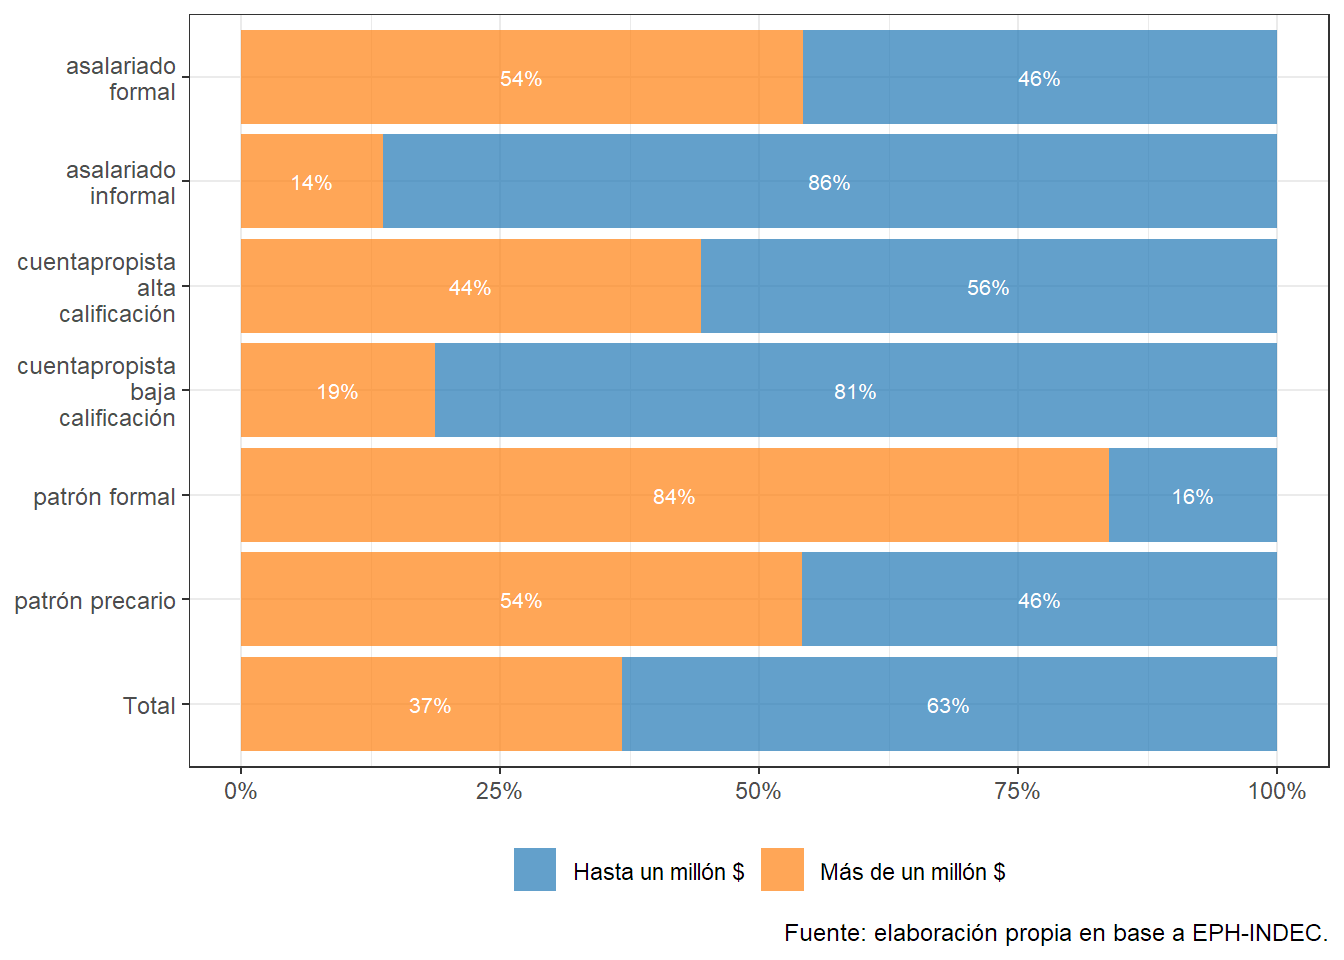 asalariado
formal
54%
46%
asalariado
informal
14%
86%
cuentapropista
alta
calificación
44%
56%
cuentapropista
baja
calificación
19%
81%
patrón formal
84%
16%
patrón precario
54%
46%
Total
37%
63%
0%
25%
50%
75%
100%
Hasta un millón $
Más de un millón $
Fuente: elaboración propia en base a EPH-INDEC.